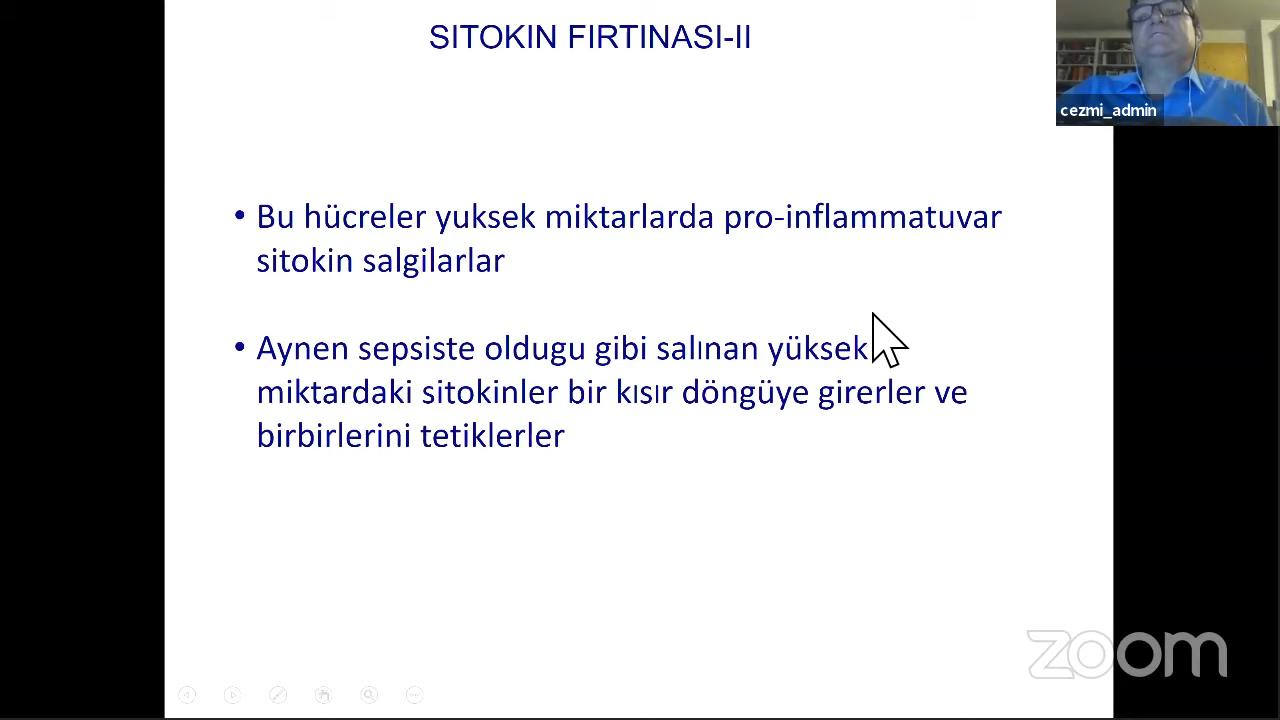 SITOKIN FIRTINASI-II
cezmi_admin
• Bu hücreler yuksek miktarlarda pro-inflammatuvar
sitokin salgilarlar
• Aynen sepsiste oldugu gibi salınan yüksek
miktardaki sitokinler bir kısır döngüye girerler ve
birbirlerini tetiklerler
zoom